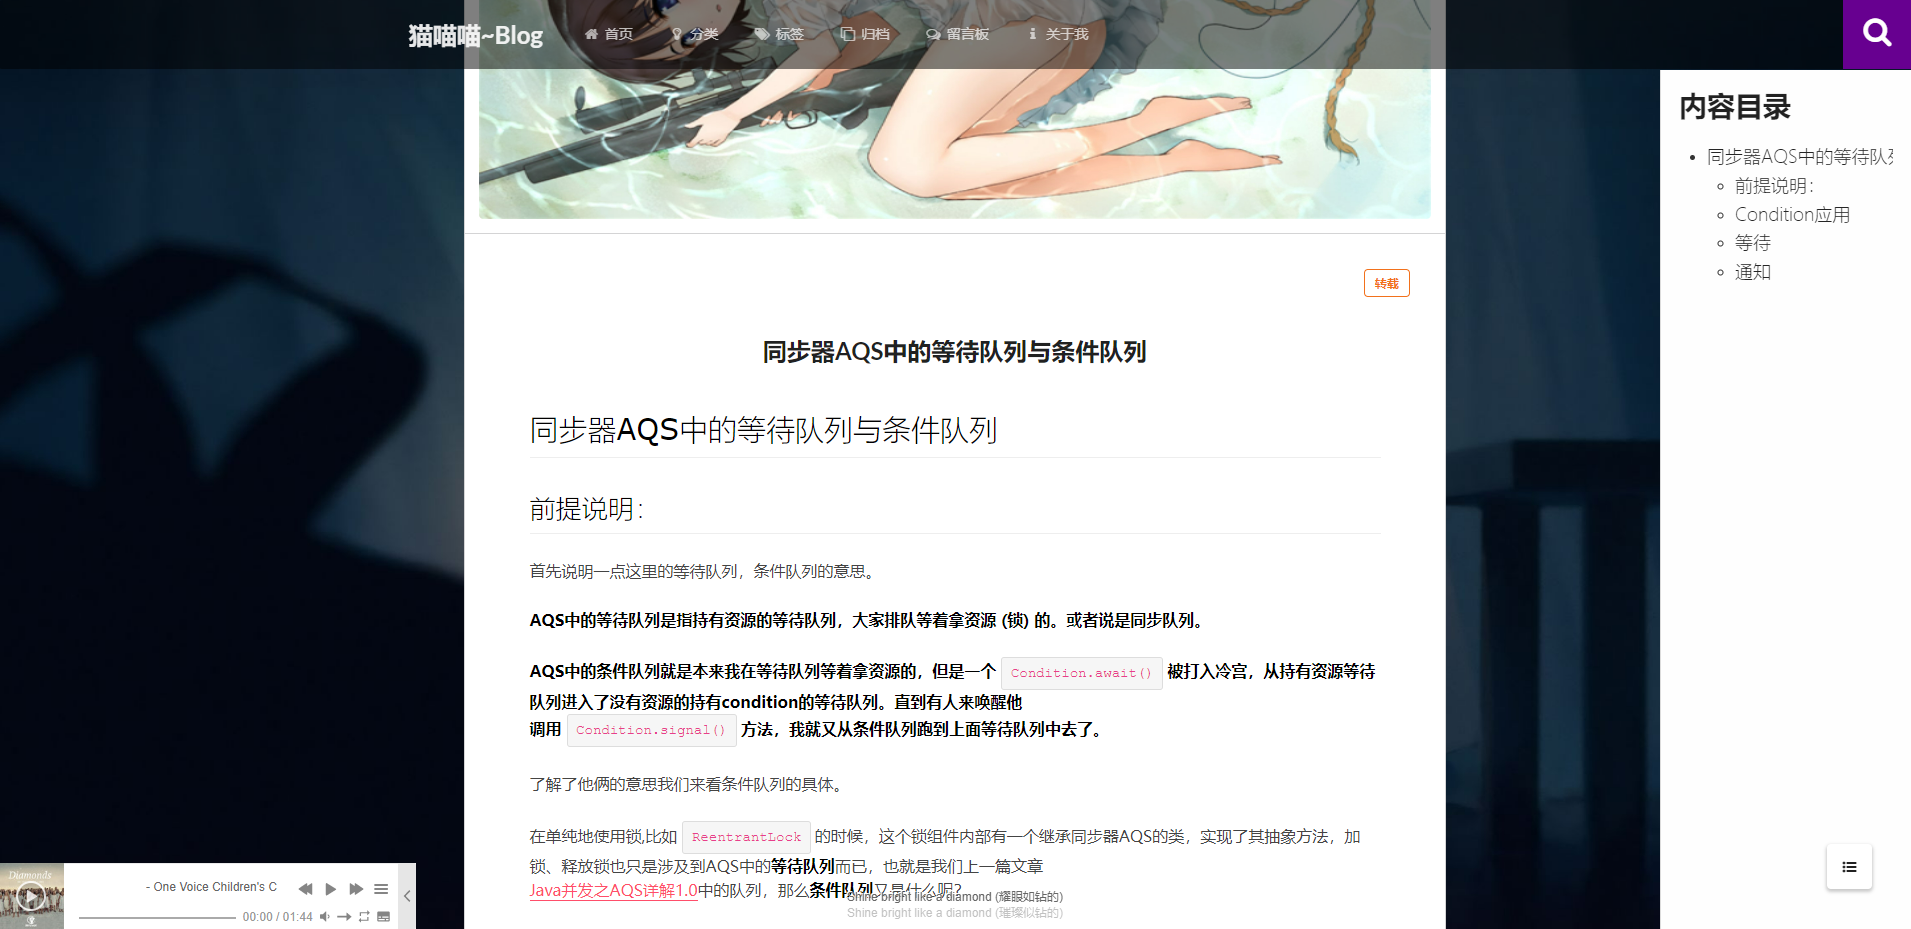 猫喵喵~Blog
首页
分类
标签
归档
留言板
关于我
内容目录
同步器AQS中的等待队列
前提说明：
Condition应用
等待
通知
转载
同步器AQS中的等待队列与条件队列
同步器AQS中的等待队列与条件队列
前提说明：
首先说明一点这里的等待队列，条件队列的意思。
AQS中的等待队列是指持有资源的等待队列，大家排队等着拿资源 (锁) 的。或者说是同步队列。
AQS中的条件队列就是本来我在等待队列等着拿资源的，但是一个 Condition.await() 被打入冷宫，从持有资源等待
队列进入了没有资源的持有condition的等待队列。直到有人来唤醒他
调用 Condition.signal() 方法，我就又从条件队列跑到上面等待队列中去了。
了解了他俩的意思我们来看条件队列的具体。
在单纯地使用锁,比如 ReentrantLock 的时候，这个锁组件内部有一个继承同步器AQS的类，实现了其抽象方法，加
锁、释放锁也只是涉及到AQS中的等待队列而已，也就是我们上一篇文章
Java并发之AQS详解1.0中的队列，那么条件队列又是什么呢?
Shine bright like a diamond (耀眼如钻的)
Shine bright like a diamond (璀璨似钻的)
Diamonds
- One Voice Children's C
00:00 / 01:44